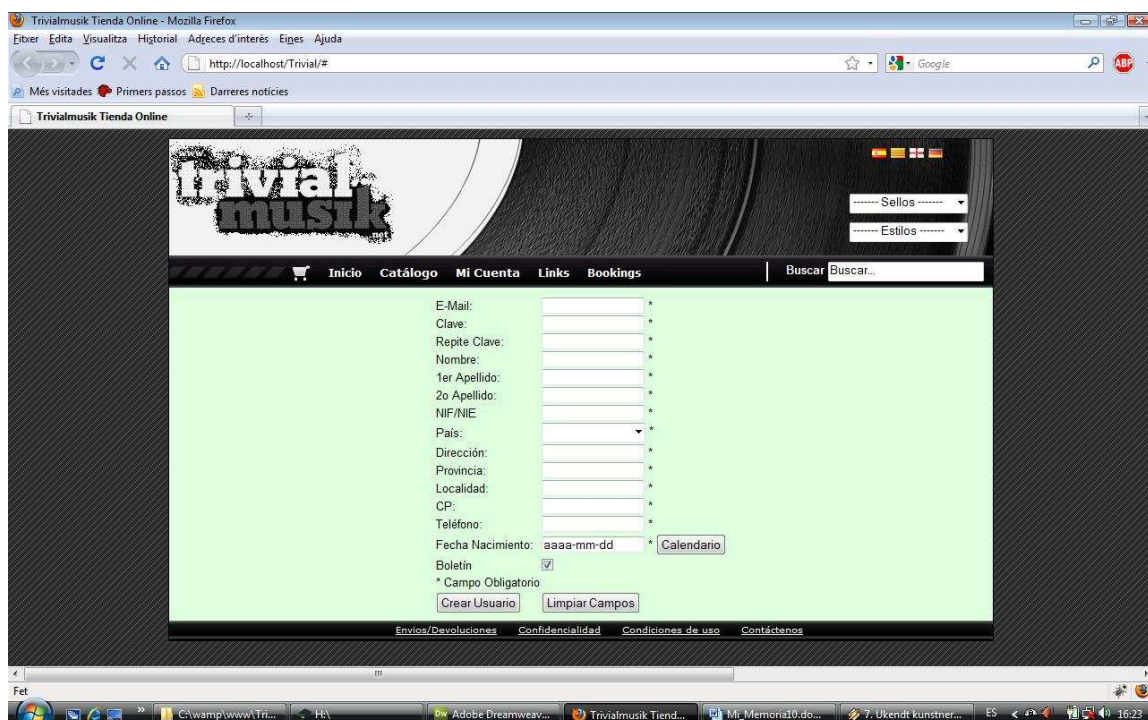 Trivialmusik Tienda Online - Mozilla Firefox
Fitxer Edita Visualitza Historial Adreces d'interès Eines Ajuda
http://localhost/Trivial/# Google ABP
Més visitades Primers passos Darreres notícies
Trivialmusik Tienda Online
trivial
musik
.net
------ Sellos ------
------ Estilos ------
Inicio Catálogo Mi Cuenta Links Bookings Buscar Buscar...
E-Mail: *
Clave: *
Repite Clave: *
Nombre: *
1er Apellido: *
2o Apellido: *
NIF/NIE *
País: *
Dirección: *
Provincia: *
Localidad: *
CP: *
Teléfono: *
Fecha Nacimiento: aaaa-mm-dd * Calendario
Boletín
* Campo Obligatorio
Crear Usuario Limpiar Campos
Envios/Devoluciones Confidencialidad Condiciones de uso Contáctenos
Fet
C:\wamp\www\Tri... H:\ Dw Adobe Dreamweav... Trivialmusik Tiend... Mi_Memoria10.do... 7. Ukendt kunstner... ES 16:22